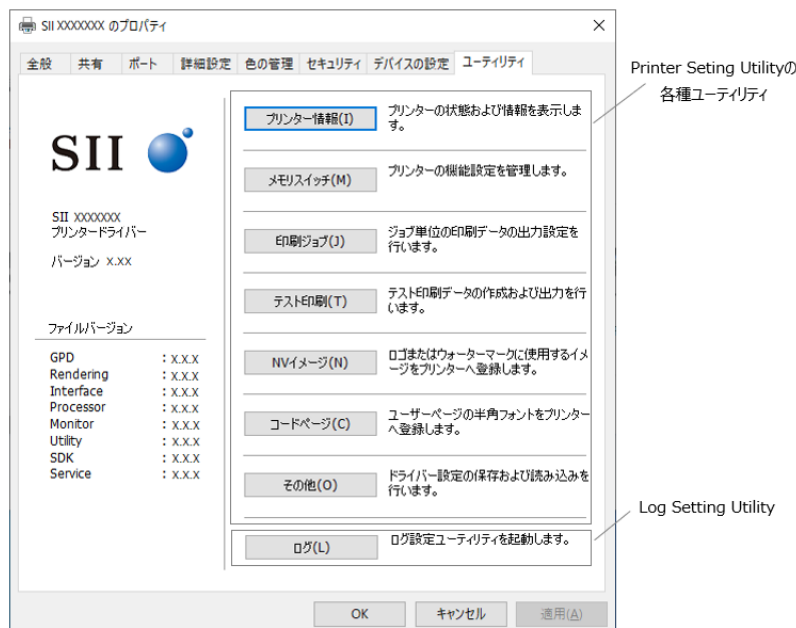 SII XXXXXXX のプロパティ
全般 共有 ポート 詳細設定 色の管理 セキュリティ デバイスの設定 ユーティリティ
SII
SII XXXXXXX
プリンタードライバー
バージョン X.XX
ファイルバージョン
GPD : X.X.X
Rendering : X.X.X
Interface : X.X.X
Processor : X.X.X
Monitor : X.X.X
Utility : X.X.X
SDK : X.X.X
Service : X.X.X
プリンター情報(I)
プリンターの状態および情報を表示しま
す。
メモリスイッチ(M)
プリンターの機能設定を管理します。
印刷ジョブ(J)
ジョブ単位の印刷データの出力設定を
行います。
テスト印刷(T)
テスト印刷データの作成および出力を行
います。
NVイメージ(N)
ロゴまたはウォーターマークに使用するイメ
ージをプリンターへ登録します。
コードページ(C)
ユーザーページの半角フォントをプリンター
へ登録します。
その他(O)
ドライバー設定の保存および読み込みを
行います。
ログ(L)
ログ設定ユーティリティを起動します。
OK キャンセル 適用(A)
Printer Seting Utilityの
各種ユーティリティ
Log Setting Utility